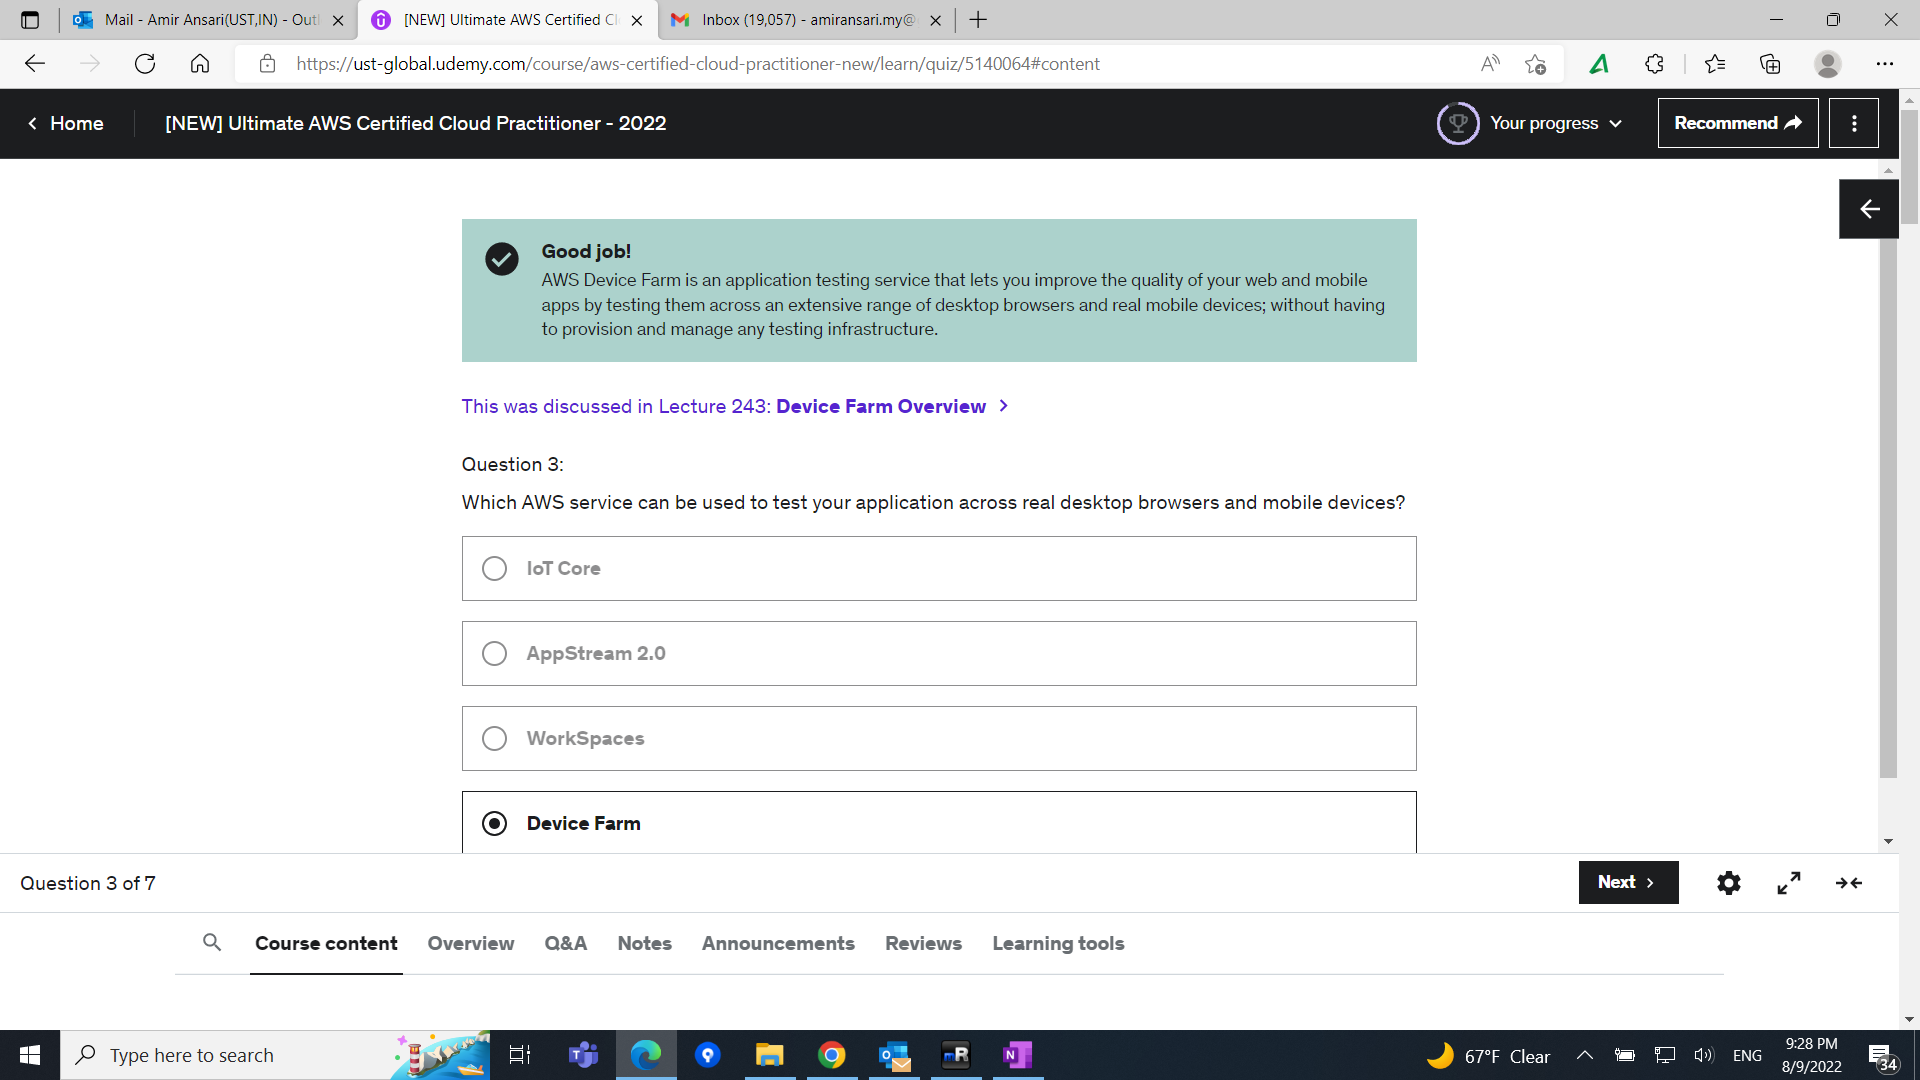 Mail - Amir Ansari(UST,IN) - Out
[NEW] Ultimate AWS Certified Cl
Inbox (19,057) - amiransari.my@
https://ust-global.udemy.com/course/aws-certified-cloud-practitioner-new/learn/quiz/5140064#content
Home
[NEW] Ultimate AWS Certified Cloud Practitioner - 2022
Your progress
Recommend
Good job!
AWS Device Farm is an application testing service that lets you improve the quality of your web and mobile
apps by testing them across an extensive range of desktop browsers and real mobile devices; without having
to provision and manage any testing infrastructure.
This was discussed in Lecture 243: Device Farm Overview
Question 3:
Which AWS service can be used to test your application across real desktop browsers and mobile devices?
IoT Core
AppStream 2.0
WorkSpaces
Device Farm
Question 3 of 7
Next
Course content
Overview
Q&A
Notes
Announcements
Reviews
Learning tools
Type here to search
67°F Clear
ENG
9:28 PM
8/9/2022
34